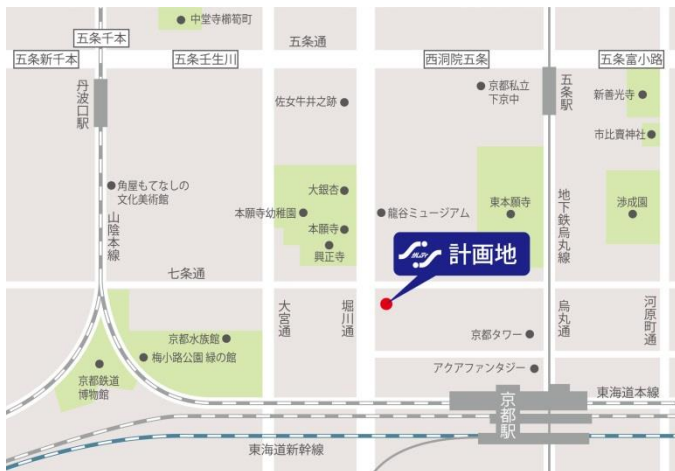 中堂寺櫛笥町
五条千本
五条通
五条新千本
五条壬生川
西洞院五条
五条富小路
丹波口駅
佐女牛井之跡
京都私立
下京中
五条駅
新善光寺
市比賣神社
角屋もてなしの
文化美術館
山陰本線
大銀杏
本願寺幼稚園
本願寺
興正寺
龍谷ミュージアム
東本願寺
地下鉄烏丸線
渉成園
計画地
七条通
大宮通
堀川通
烏丸通
河原町通
京都水族館
梅小路公園 緑の館
京都鉄道
博物館
京都タワー
アクアファンタジー
京都駅
東海道本線
東海道新幹線